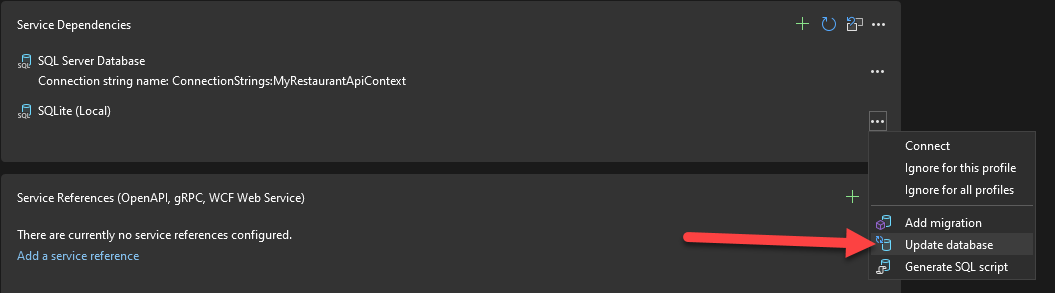 Service Dependencies
SQL Server Database
SQL
Connection string name: ConnectionStrings:MyRestaurantApiContext
SQLite (Local)
SQL
Connect
Ignore for this profile
Ignore for all profiles
Service References (OpenAPI, gRPC, WCF Web Service)
Add migration
There are currently no service references configured.
Update database
Add a service reference
Generate SQL script